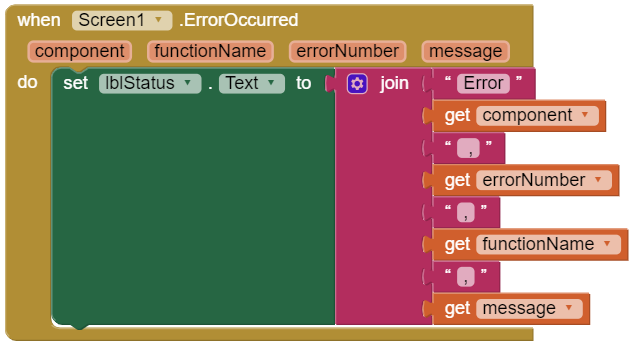 when Screen1 .ErrorOccurred
component functionName errorNumber message
do set lblStatus . Text to join “ Error ”
get component
“ , ”
get errorNumber
“ , ”
get functionName
“ , ”
get message